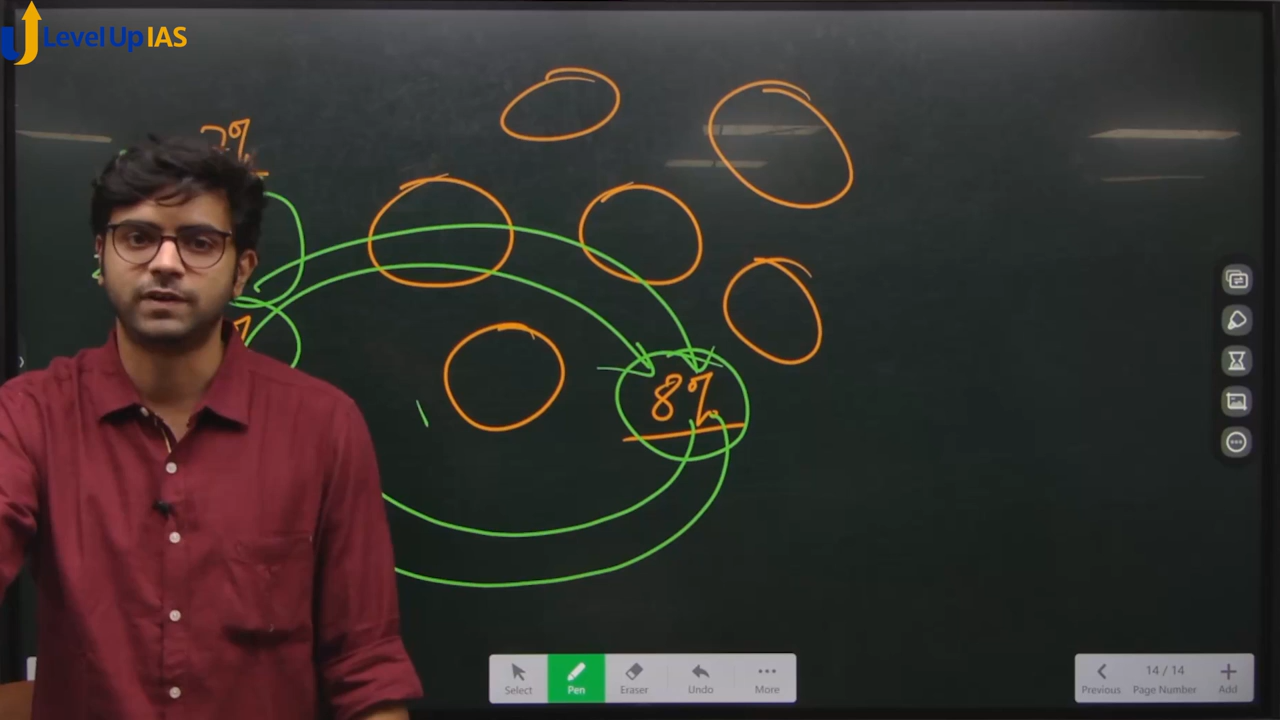 Level Up IAS
8%
Select
Pen
Eraser
Undo
More
Previous
14 / 14
Page Number
Add